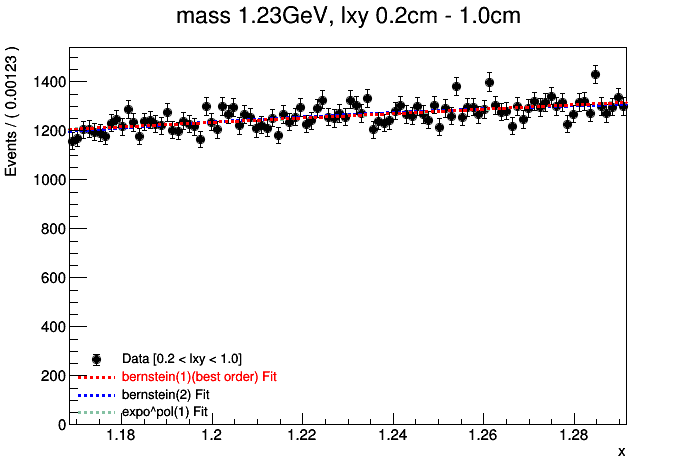 mass 1.23GeV, lxy 0.2cm - 1.0cm
Events / ( 0.00123 )
1400
1200
1000
800
600
400
200
0
Data [0.2 < lxy < 1.0]
bernstein(1)(best order) Fit
bernstein(2) Fit
expo^pol(1) Fit
1.18
1.2
1.22
1.24
1.26
1.28
x